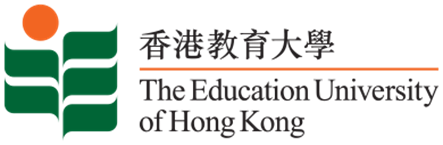 香港教育大學
The Education University
of Hong Kong